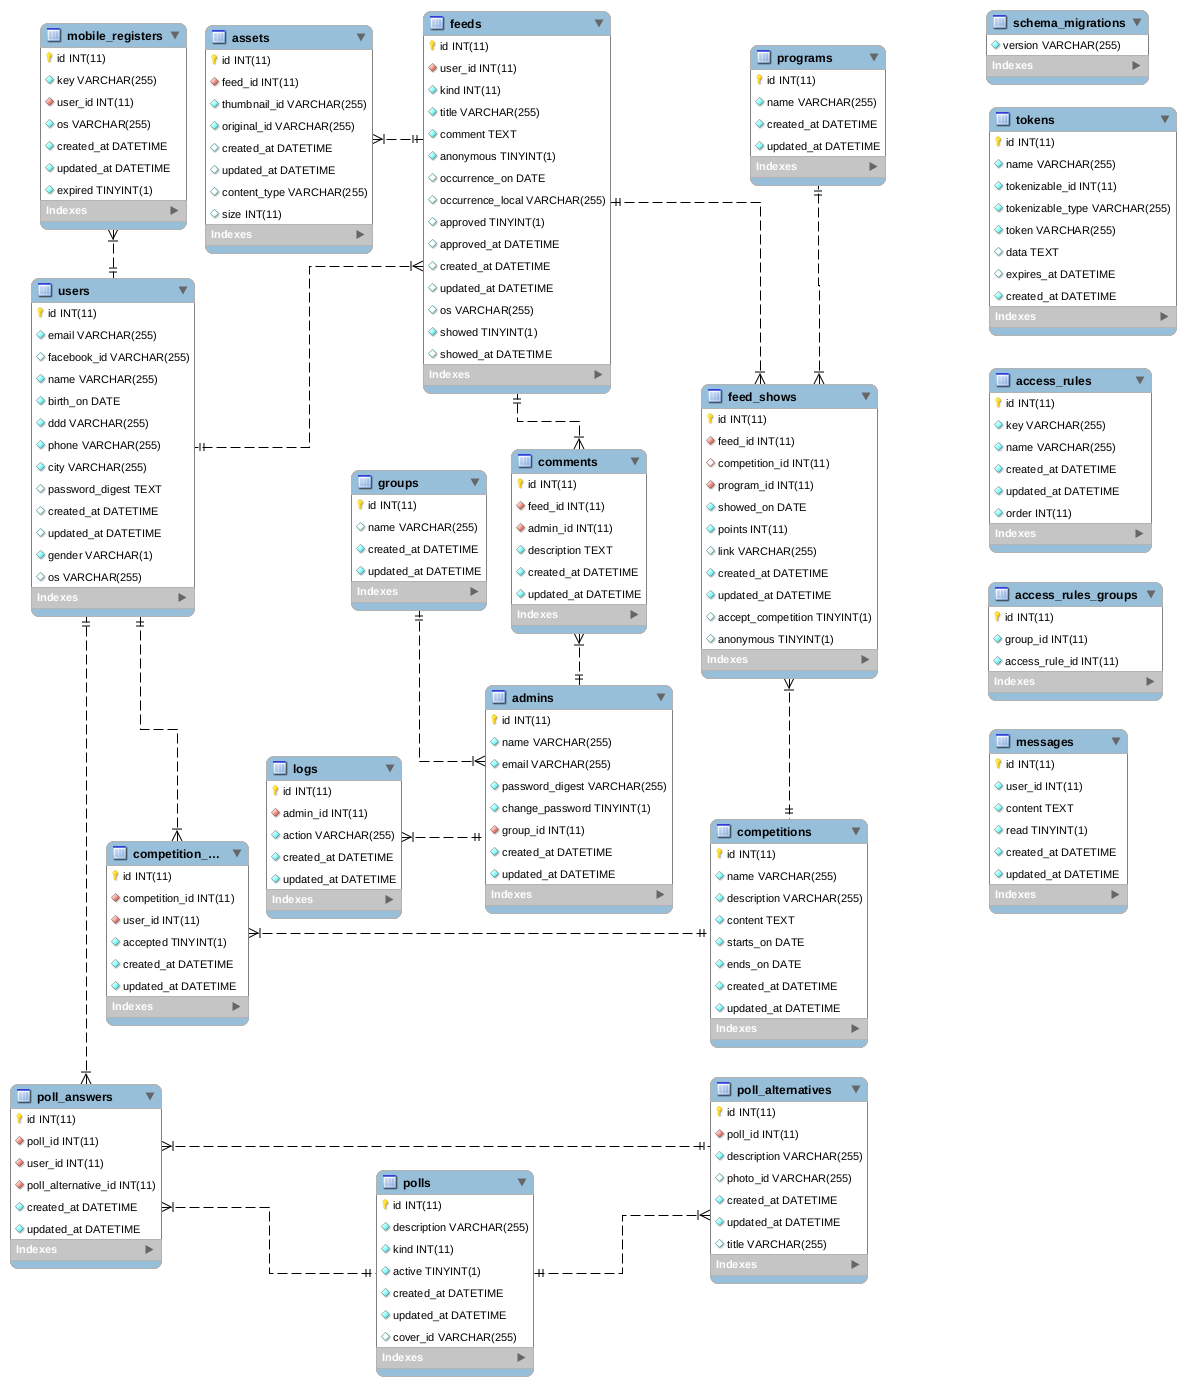 mobile_registers
id INT(11)
key VARCHAR(255)
user_id INT(11)
os VARCHAR(255)
created_at DATETIME
updated_at DATETIME
expired TINYINT(1)
Indexes
assets
id INT(11)
feed_id INT(11)
thumbnail_id VARCHAR(255)
original_id VARCHAR(255)
created_at DATETIME
updated_at DATETIME
content_type VARCHAR(255)
size INT(11)
Indexes
feeds
id INT(11)
user_id INT(11)
kind INT(11)
title VARCHAR(255)
comment TEXT
anonymous TINYINT(1)
occurrence_on DATE
occurrence_local VARCHAR(255)
approved TINYINT(1)
approved_at DATETIME
created_at DATETIME
updated_at DATETIME
os VARCHAR(255)
showed TINYINT(1)
showed_at DATETIME
Indexes
programs
id INT(11)
name VARCHAR(255)
created_at DATETIME
updated_at DATETIME
Indexes
schema_migrations
version VARCHAR(255)
Indexes
tokens
id INT(11)
name VARCHAR(255)
tokenizable_id INT(11)
tokenizable_type VARCHAR(255)
token VARCHAR(255)
data TEXT
expires_at DATETIME
created_at DATETIME
Indexes
users
id INT(11)
email VARCHAR(255)
facebook_id VARCHAR(255)
name VARCHAR(255)
birth_on DATE
ddd VARCHAR(255)
phone VARCHAR(255)
city VARCHAR(255)
password_digest TEXT
created_at DATETIME
updated_at DATETIME
gender VARCHAR(1)
os VARCHAR(255)
Indexes
groups
id INT(11)
name VARCHAR(255)
created_at DATETIME
updated_at DATETIME
Indexes
comments
id INT(11)
feed_id INT(11)
admin_id INT(11)
description TEXT
created_at DATETIME
updated_at DATETIME
Indexes
feed_shows
id INT(11)
feed_id INT(11)
competition_id INT(11)
program_id INT(11)
showed_on DATE
points INT(11)
link VARCHAR(255)
created_at DATETIME
updated_at DATETIME
accept_competition TINYINT(1)
anonymous TINYINT(1)
Indexes
access_rules
id INT(11)
key VARCHAR(255)
name VARCHAR(255)
created_at DATETIME
updated_at DATETIME
order INT(11)
Indexes
access_rules_groups
id INT(11)
group_id INT(11)
access_rule_id INT(11)
Indexes
logs
id INT(11)
admin_id INT(11)
action VARCHAR(255)
created_at DATETIME
updated_at DATETIME
Indexes
admins
id INT(11)
name VARCHAR(255)
email VARCHAR(255)
password_digest VARCHAR(255)
change_password TINYINT(1)
group_id INT(11)
created_at DATETIME
updated_at DATETIME
Indexes
messages
id INT(11)
user_id INT(11)
content TEXT
read TINYINT(1)
created_at DATETIME
updated_at DATETIME
Indexes
competition_...
id INT(11)
competition_id INT(11)
user_id INT(11)
accepted TINYINT(1)
created_at DATETIME
updated_at DATETIME
Indexes
competitions
id INT(11)
name VARCHAR(255)
description VARCHAR(255)
content TEXT
starts_on DATE
ends_on DATE
created_at DATETIME
updated_at DATETIME
Indexes
poll_answers
id INT(11)
poll_id INT(11)
user_id INT(11)
poll_alternative_id INT(11)
created_at DATETIME
updated_at DATETIME
Indexes
polls
id INT(11)
description VARCHAR(255)
kind INT(11)
active TINYINT(1)
created_at DATETIME
updated_at DATETIME
cover_id VARCHAR(255)
Indexes
poll_alternatives
id INT(11)
poll_id INT(11)
description VARCHAR(255)
photo_id VARCHAR(255)
created_at DATETIME
updated_at DATETIME
title VARCHAR(255)
Indexes